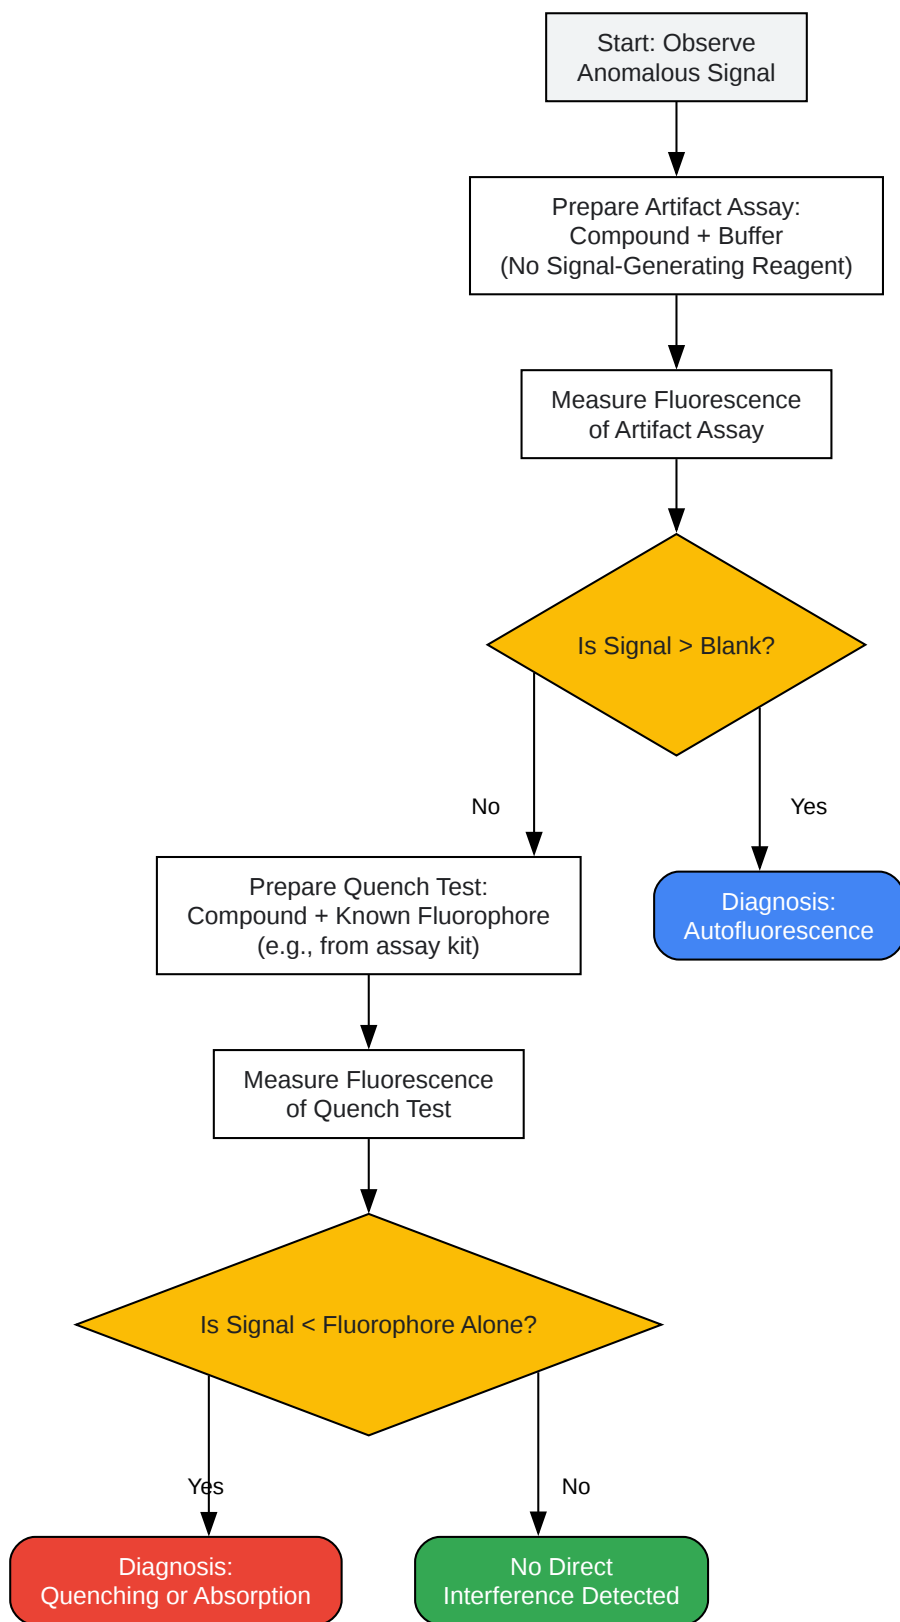 Start: Observe
Anomalous Signal
Prepare Artifact Assay:
Compound + Buffer
(No Signal-Generating Reagent)
Measure Fluorescence
of Artifact Assay
Is Signal > Blank?
No
Yes
Prepare Quench Test:
Compound + Known Fluorophore
(e.g., from assay kit)
Diagnosis:
Autofluorescence
Measure Fluorescence
of Quench Test
Is Signal < Fluorophore Alone?
Yes
No
Diagnosis:
Quenching or Absorption
No Direct
Interference Detected